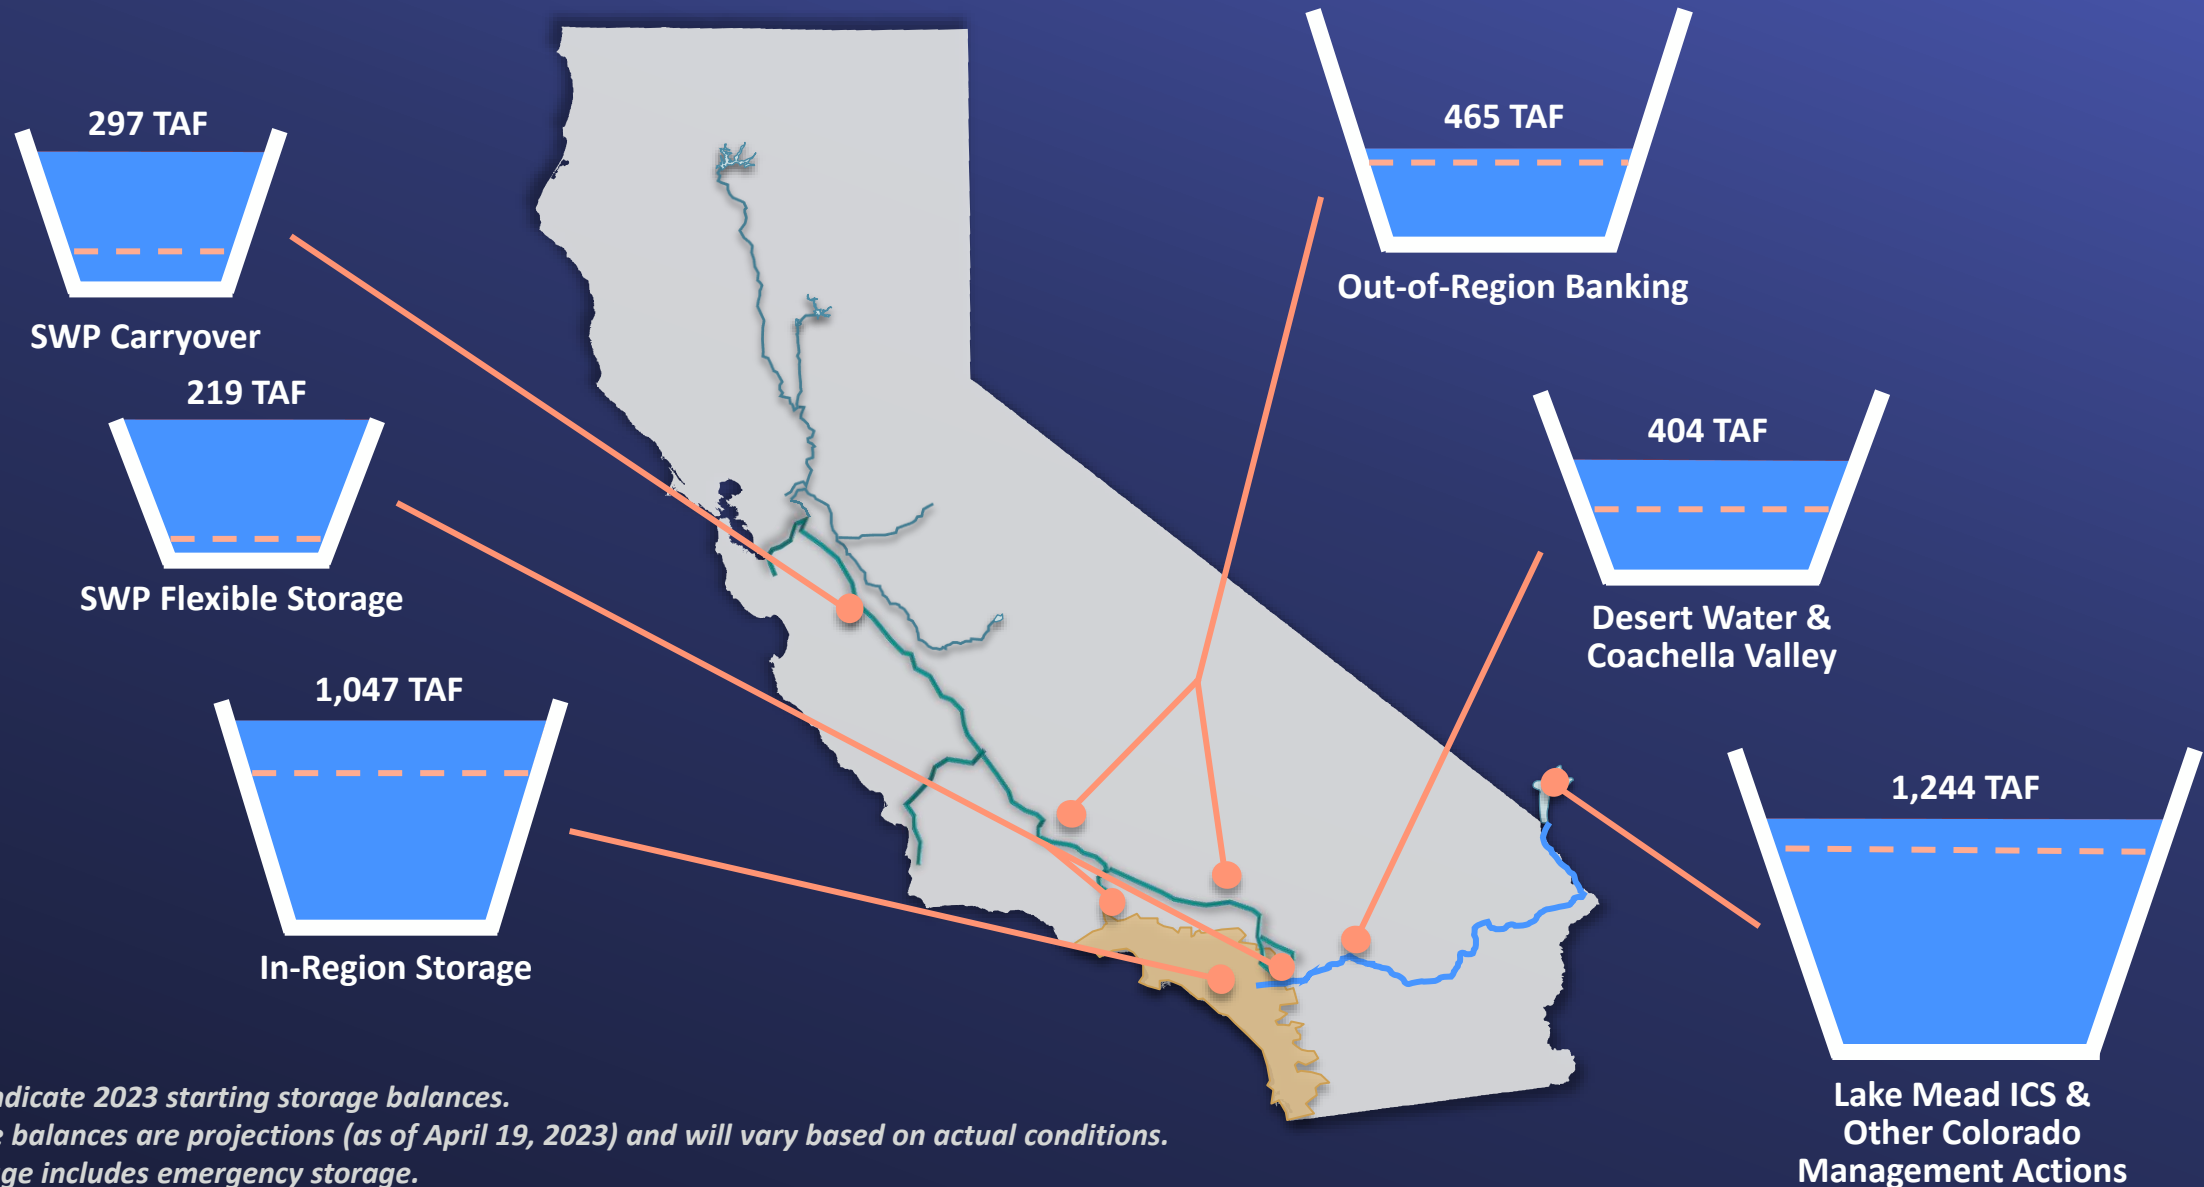 297 TAF
SWP Carryover
219 TAF
SWP Flexible Storage
1,047 TAF
In-Region Storage
465 TAF
Out-of-Region Banking
404 TAF
Desert Water &
Coachella Valley
1,244 TAF
Lake Mead ICS &
Other Colorado
Management Actions
2023 starting storage balances.
balances are projections (as of April 19, 2023) and will vary based on actual conditions.
includes emergency storage.